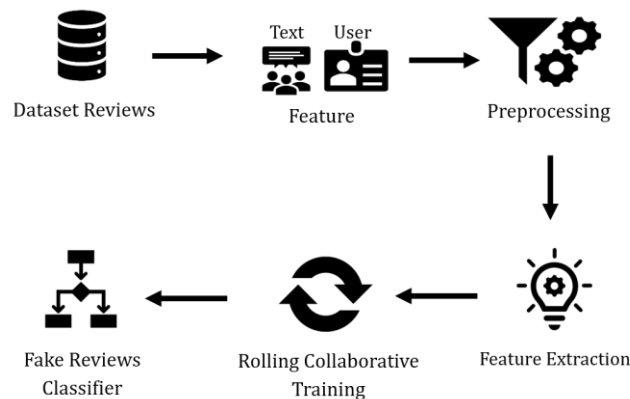 Text User
Dataset Reviews
Feature
Preprocessing
Fake Reviews
Classifier
Rolling Collaborative
Training
Feature Extraction